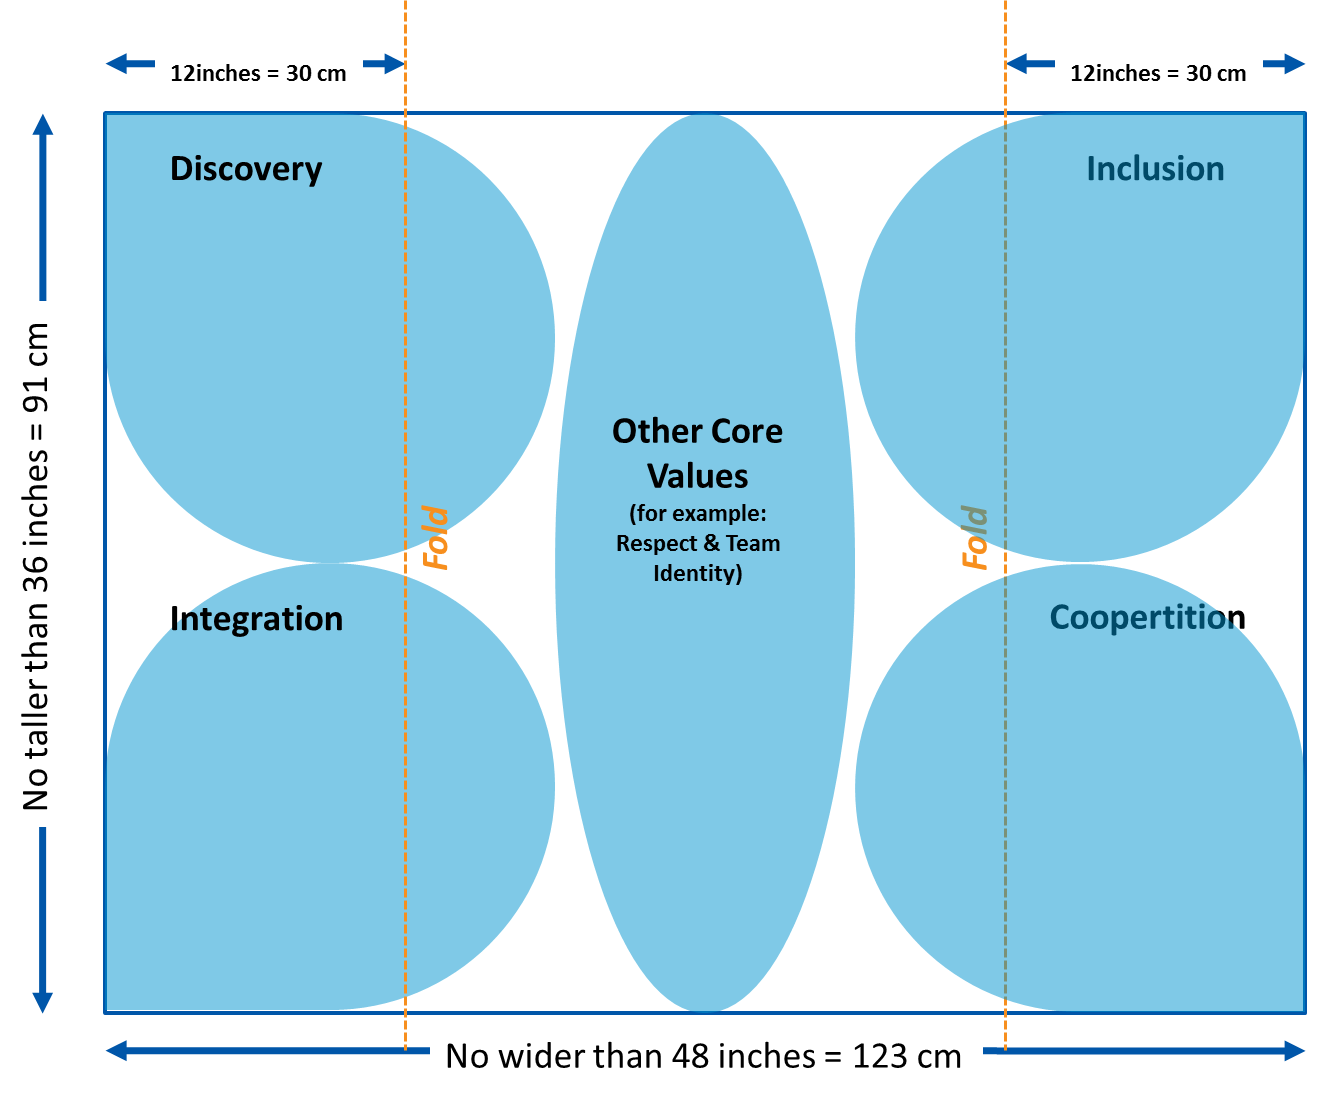 12inches = 30 cm
12inches = 30 cm
Discovery
Inclusion
No taller than 36 inches = 91 cm
Other Core
Values
(for example:
Respect & Team
Identity)
Fold
Fold
Integration
Coopertition
No wider than 48 inches = 123 cm